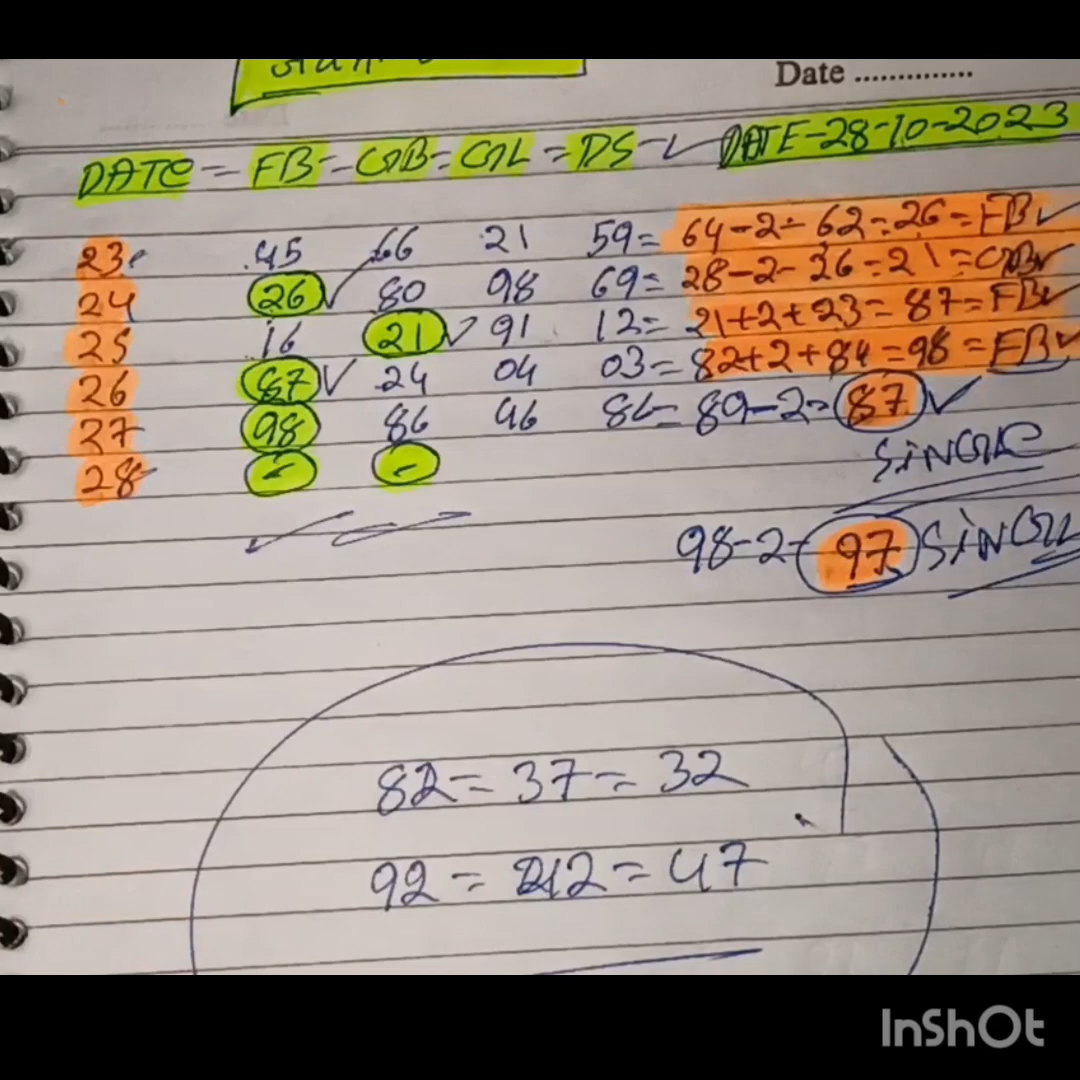 Date ..............
DATE = FB - GB - GL = DS - ✓ DATE-28-10-2023
23 45 66 21 59 = 64-2- 62 = 26 = FB✓
24 26✓ 80 98 69 = 28-2- 26 = 21 = GB✓
25 16 21✓ 91 12 = 21+2+23 = 87 = FB✓
26 87✓ 24 04 03 = 82+2+84 = 98 = FB✓
27 98 86 46 86 = 89-2= 87 ✓
28
SINGLE
98-2- 97 SINGLE
82 = 37 = 32
92 = 42 = 47
InShOt